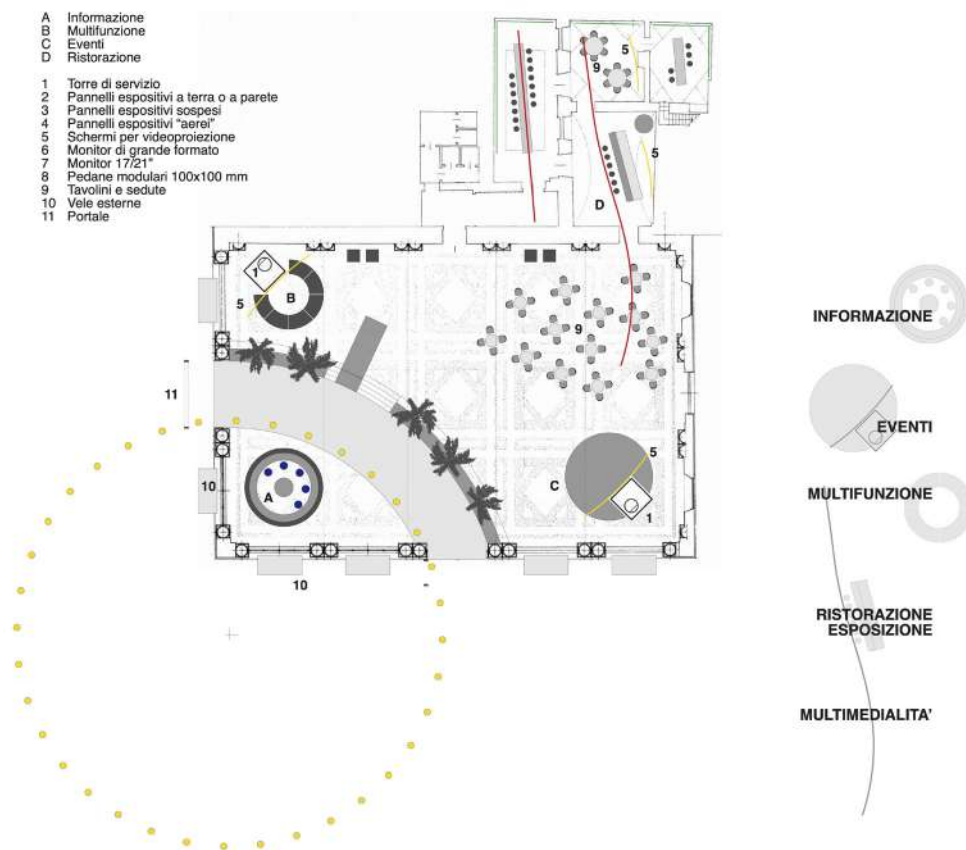 A Informazione
B Multifunzione
C Eventi
D Ristorazione
1 Torre di servizio
2 Pannelli espositivi a terra o a parete
3 Pannelli espositivi sospesi
4 Pannelli espositivi "aerei"
5 Schermi per videoproiezione
6 Monitor di grande formato
7 Monitor 17/21"
8 Pedane modulari 100x100 mm
9 Tavolini e sedute
10 Vele esterne
11 Portale
5
9
5
D
1
B
5
9
11
5
C
10
A
1
10
INFORMAZIONE
EVENTI
MULTIFUNZIONE
RISTORAZIONE
ESPOSIZIONE
MULTIMEDIALITA'